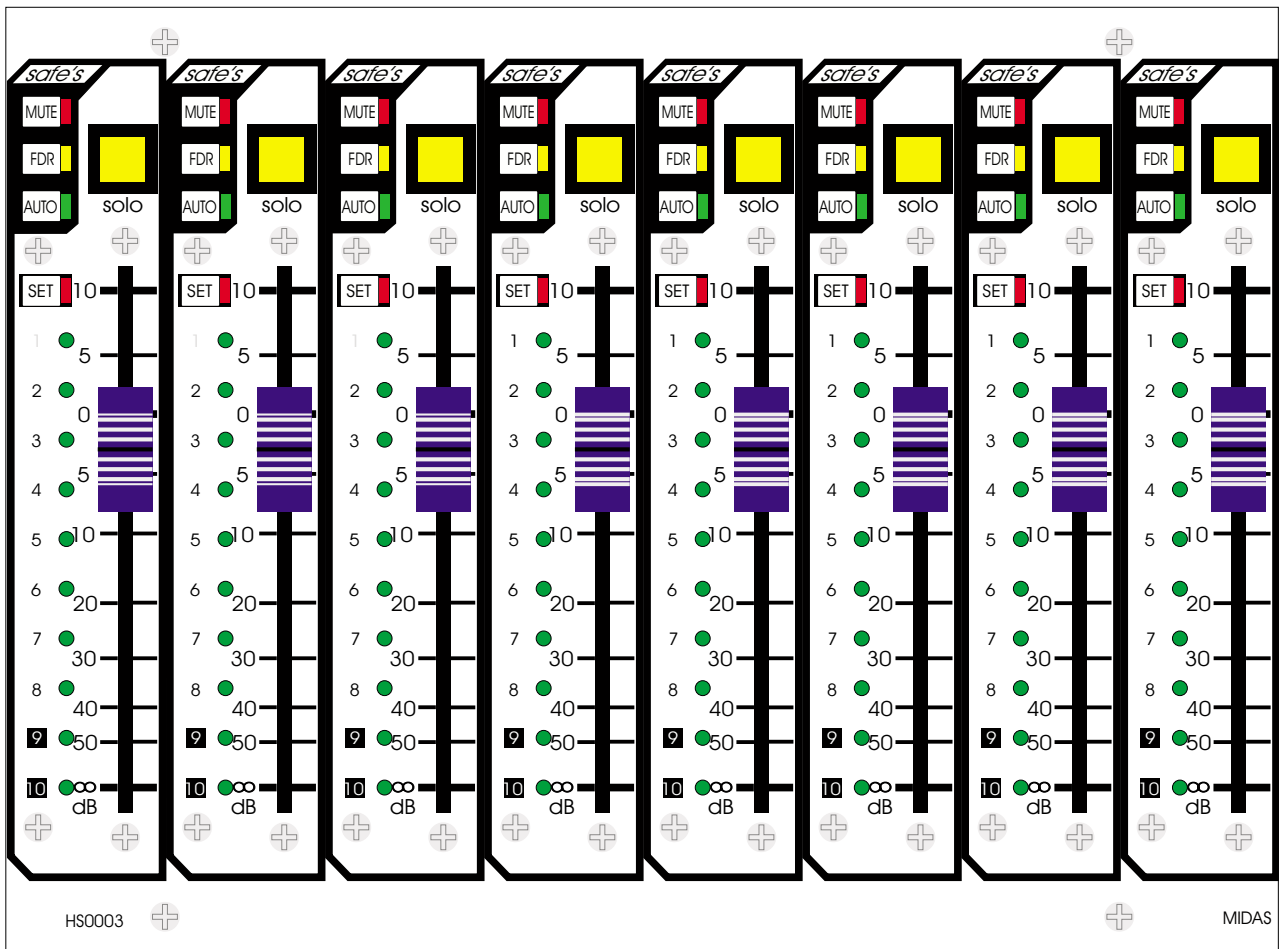 safe's safe's safe's safe's safe's safe's safe's safe's
MUTE MUTE MUTE MUTE MUTE MUTE MUTE MUTE
FDR FDR FDR FDR FDR FDR FDR FDR
AUTO solo AUTO solo AUTO solo AUTO solo AUTO solo AUTO solo AUTO solo AUTO solo
SET 10 SET 10 SET 10 SET 10 SET 10 SET 10 SET 10 SET 10
1 1 1 1 1 1 1 1
5 5 5 5 5 5 5 5
2 2 2 2 2 2 2 2
0 0 0 0 0 0 0 0
3 3 3 3 3 3 3 3
5 5 5 5 5 5 5 5
4 4 4 4 4 4 4 4
5 10 5 10 5 10 5 10 5 10 5 10 5 10 5 10
6 6 6 6 6 6 6 6
20 20 20 20 20 20 20 20
7 7 7 7 7 7 7 7
30 30 30 30 30 30 30 30
8 8 8 8 8 8 8 8
40 40 40 40 40 40 40 40
9 50 9 50 9 50 9 50 9 50 9 50 9 50 9 50
10 ∞ 10 ∞ 10 ∞ 10 ∞ 10 ∞ 10 ∞ 10 ∞ 10 ∞
dB dB dB dB dB dB dB dB
HS0003 MIDAS